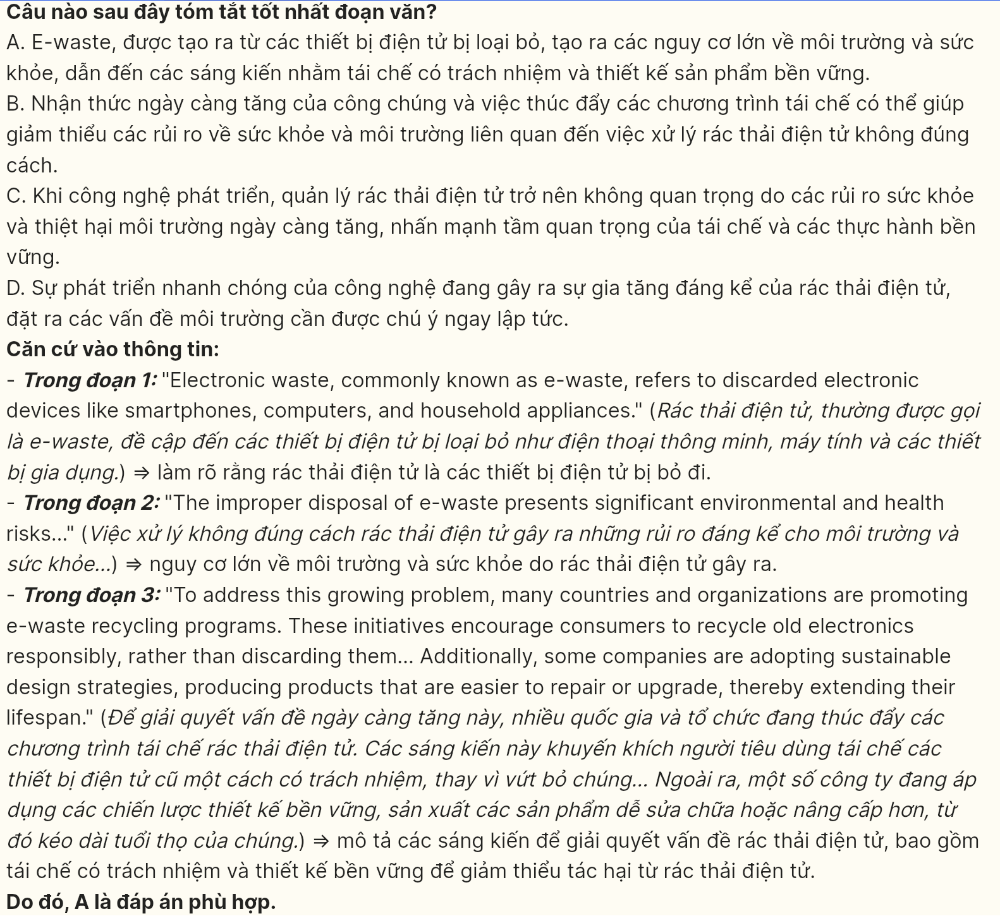 Câu nào sau đây tóm tắt tốt nhất đoạn văn?
A. E-waste, được tạo ra từ các thiết bị điện tử bị loại bỏ, tạo ra các nguy cơ lớn về môi trường và sức
khỏe, dẫn đến các sáng kiến nhằm tái chế có trách nhiệm và thiết kế sản phẩm bền vững.
B. Nhận thức ngày càng tăng của công chúng và việc thúc đẩy các chương trình tái chế có thể giúp
giảm thiểu các rủi ro về sức khỏe và môi trường liên quan đến việc xử lý rác thải điện tử không đúng
cách.
C. Khi công nghệ phát triển, quản lý rác thải điện tử trở nên không quan trọng do các rủi ro sức khỏe
và thiệt hại môi trường ngày càng tăng, nhấn mạnh tầm quan trọng của tái chế và các thực hành bền
vững.
D. Sự phát triển nhanh chóng của công nghệ đang gây ra sự gia tăng đáng kể của rác thải điện tử,
đặt ra các vấn đề môi trường cần được chú ý ngay lập tức.
Căn cứ vào thông tin:
- Trong đoạn 1: "Electronic waste, commonly known as e-waste, refers to discarded electronic
devices like smartphones, computers, and household appliances." (Rác thải điện tử, thường được gọi
là e-waste, đề cập đến các thiết bị điện tử bị loại bỏ như điện thoại thông minh, máy tính và các thiết
bị gia dụng.) ⇒ làm rõ rằng rác thải điện tử là các thiết bị điện tử bị bỏ đi.
- Trong đoạn 2: "The improper disposal of e-waste presents significant environmental and health
risks..." (Việc xử lý không đúng cách rác thải điện tử gây ra những rủi ro đáng kể cho môi trường và
sức khỏe...) ⇒ nguy cơ lớn về môi trường và sức khỏe do rác thải điện tử gây ra.
- Trong đoạn 3: "To address this growing problem, many countries and organizations are promoting
e-waste recycling programs. These initiatives encourage consumers to recycle old electronics
responsibly, rather than discarding them... Additionally, some companies are adopting sustainable
design strategies, producing products that are easier to repair or upgrade, thereby extending their
lifespan." (Để giải quyết vấn đề ngày càng tăng này, nhiều quốc gia và tổ chức đang thúc đẩy các
chương trình tái chế rác thải điện tử. Các sáng kiến này khuyến khích người tiêu dùng tái chế các
thiết bị điện tử cũ một cách có trách nhiệm, thay vì vứt bỏ chúng... Ngoài ra, một số công ty đang áp
dụng các chiến lược thiết kế bền vững, sản xuất các sản phẩm dễ sửa chữa hoặc nâng cấp hơn, từ
đó kéo dài tuổi thọ của chúng.) ⇒ mô tả các sáng kiến để giải quyết vấn đề rác thải điện tử, bao gồm
tái chế có trách nhiệm và thiết kế bền vững để giảm thiểu tác hại từ rác thải điện tử.
Do đó, A là đáp án phù hợp.